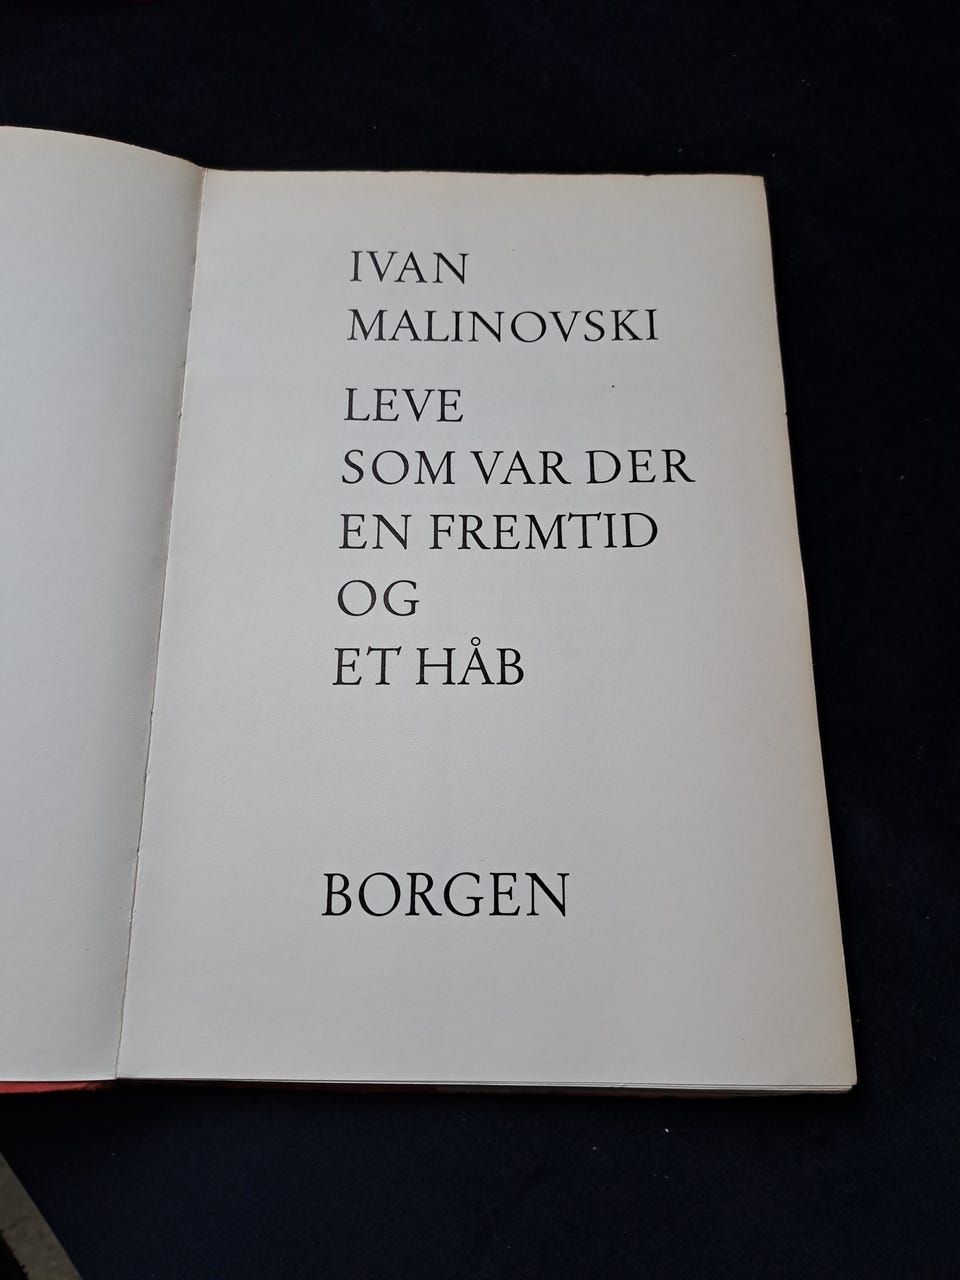 IVAN
MALINOVSKI
LEVE
SOM VAR DER
EN FREMTID
OG
ET HÅB
BORGEN